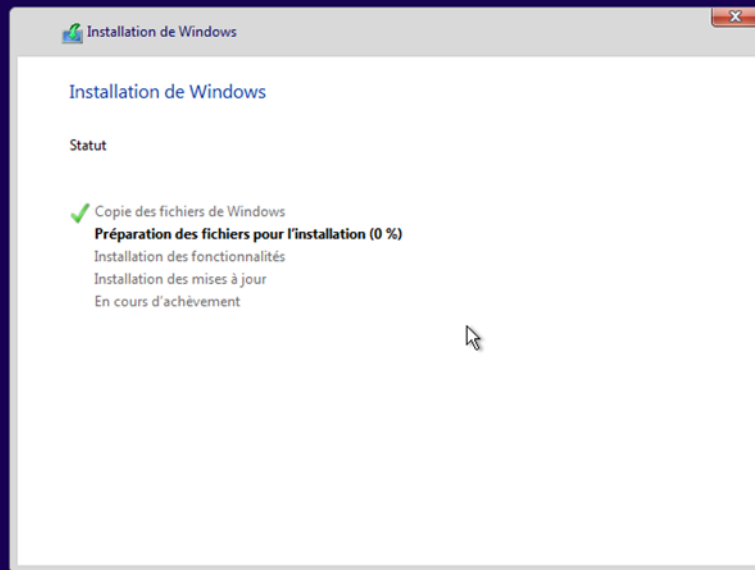 Installation de Windows
Installation de Windows
Statut
Copie des fichiers de Windows
Préparation des fichiers pour l'installation (0 %)
Installation des fonctionnalités
Installation des mises à jour
En cours d'achèvement